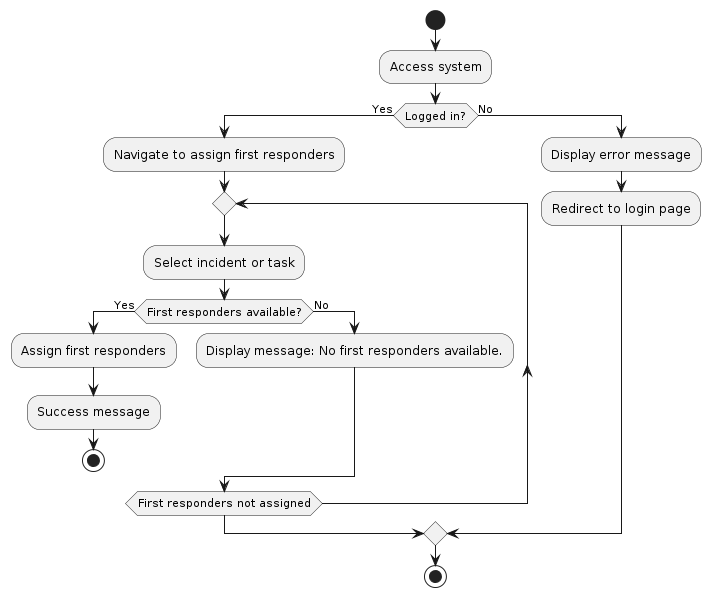 Access system
Yes
Logged in?
No
Navigate to assign first responders
Display error message
Redirect to login page
Select incident or task
Yes
First responders available?
No
Assign first responders
Display message: No first responders available.
Success message
First responders not assigned